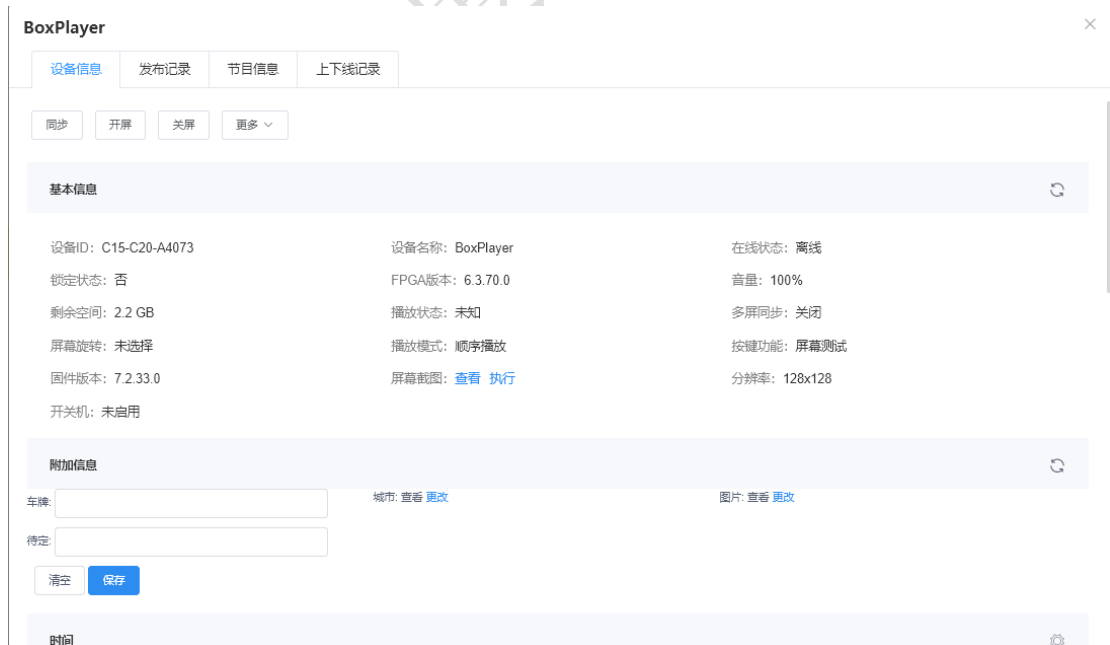 BoxPlayer
设备信息 发布记录 节目信息 上下线记录
同步 开屏 关屏 更多
基本信息
设备ID: C15-C20-A4073 设备名称: BoxPlayer 在线状态: 离线
锁定状态: 否 FPGA版本: 6.3.70.0 音量: 100%
剩余空间: 2.2 GB 播放状态: 未知 多屏同步: 关闭
屏幕旋转: 未选择 播放模式: 顺序播放 按键功能: 屏幕测试
固件版本: 7.2.33.0 屏幕截图: 查看 执行 分辨率: 128x128
开关机: 未启用
附加信息
车牌: 城市: 查看 更改 图片: 查看 更改
待定:
清空 保存
时间